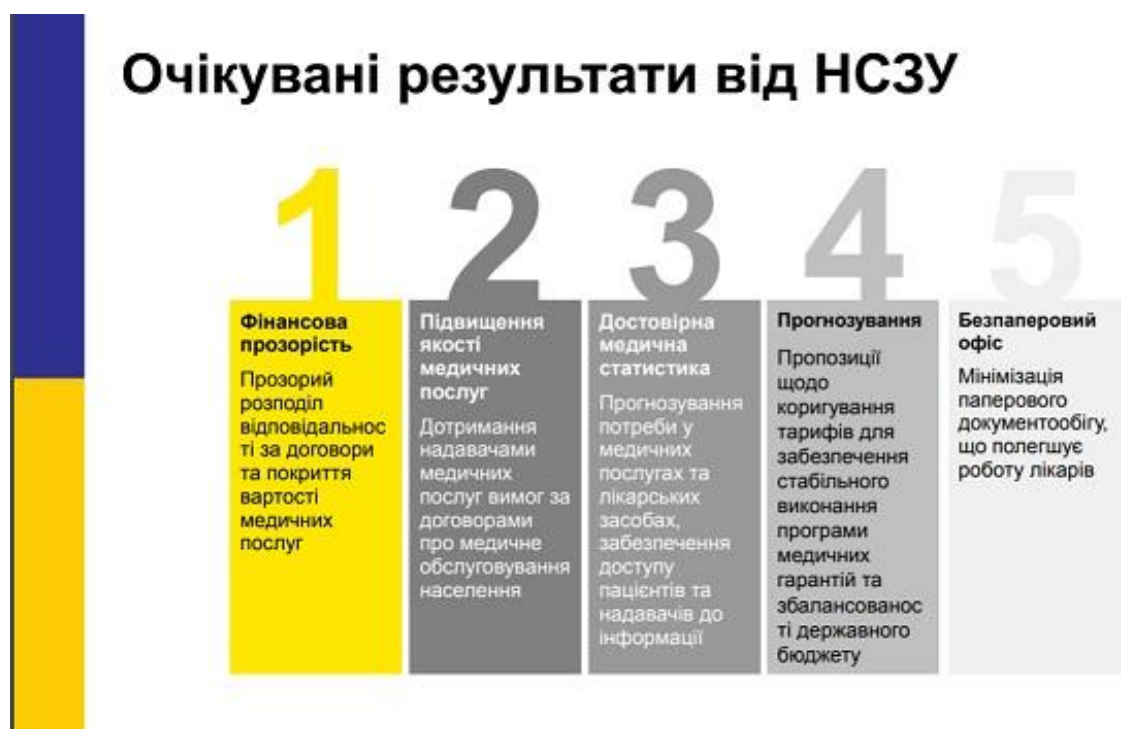 Очікувані результати від НСЗУ
1
Фінансова
прозорість
Прозорий
розподіл
відповідальнос
ті за договори
та покриття
вартості
медичних
послуг
2
Підвищення
якості
медичних
послуг
Дотримання
надавачами
медичних
послуг вимог за
договорами
про медичне
обслуговування
населення
3
Достовірна
медична
статистика
Прогнозування
потреби у
медичних
послугах та
лікарських
засобах,
забезпечення
доступу
пацієнтів та
надавачів до
інформації
4
Прогнозування
Пропозиції
щодо
коригування
тарифів для
забезпечення
стабільного
виконання
програми
медичних
гарантій та
збалансованос
ті державного
бюджету
5
Безпаперовий
офіс
Мінімізація
паперового
документообігу,
що полегшує
роботу лікарів